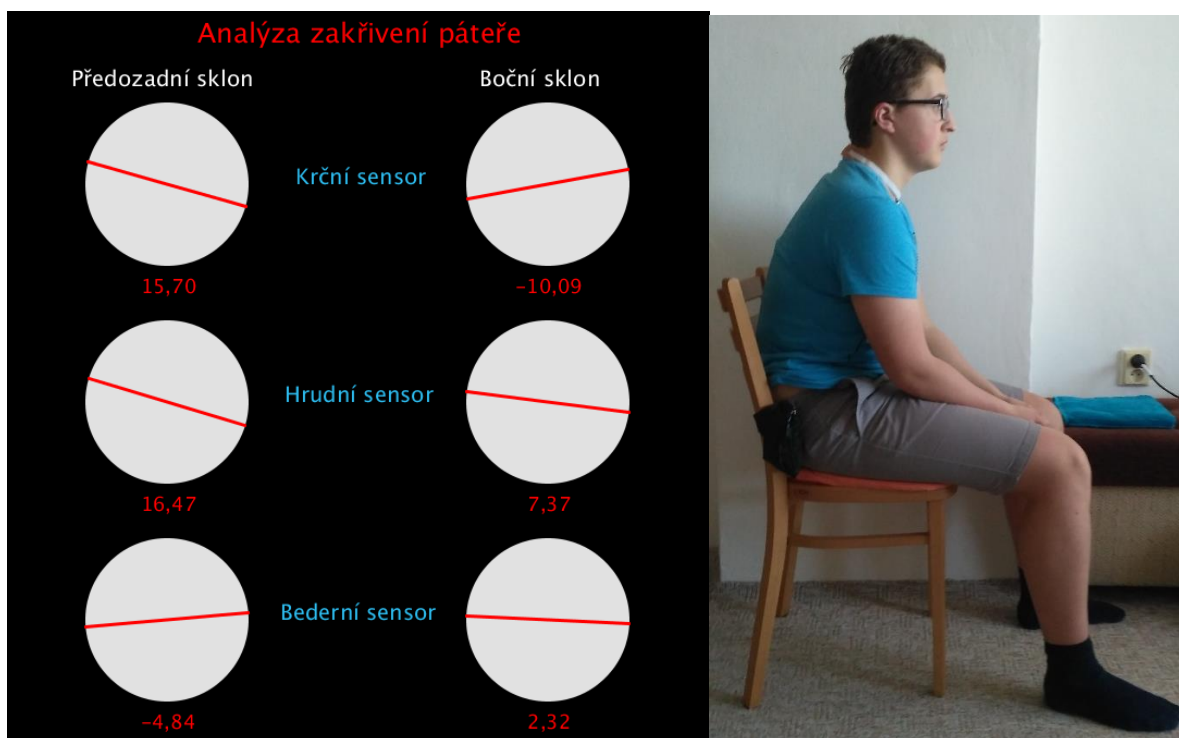 Analýza zakřivení páteře
Předozadní sklon Boční sklon
Krční sensor
15,70 -10,09
Hrudní sensor
16,47 7,37
Bederní sensor
-4,84 2,32